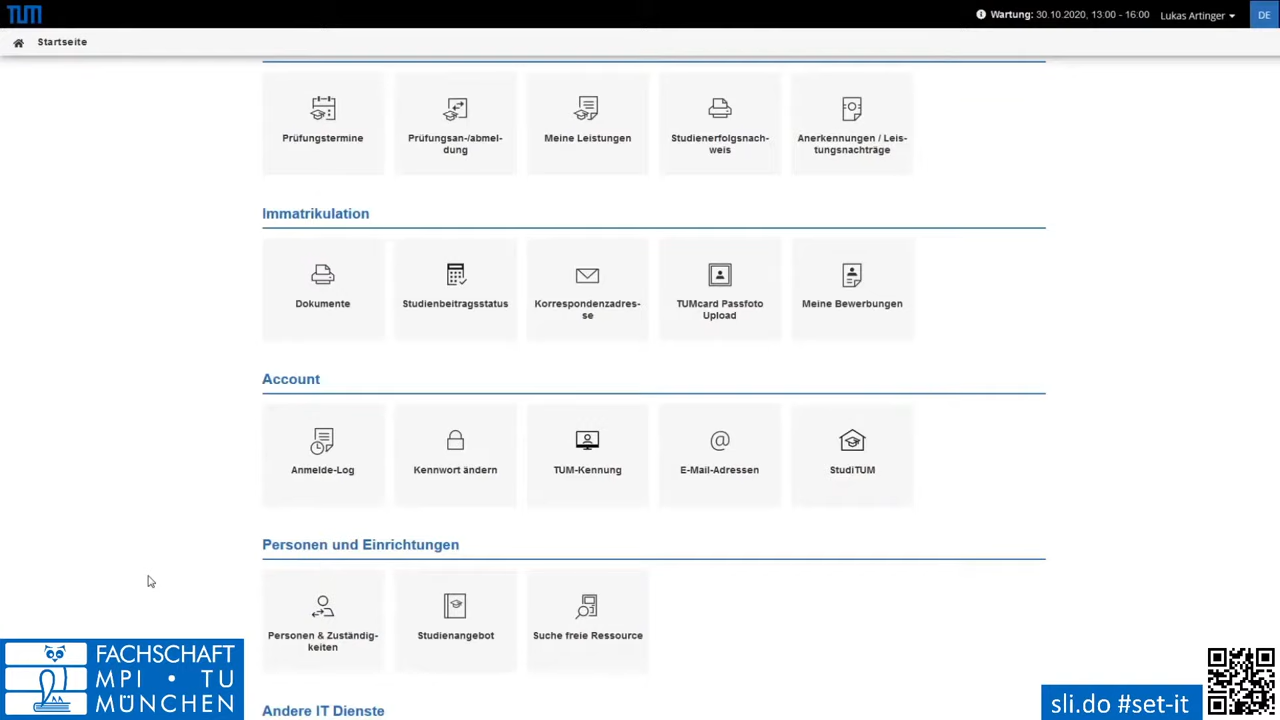 TUM
Wartung: 30.10.2020, 13:00 - 16:00
Lukas Artinger
DE
Startseite
Prüfungstermine
Prüfungsan-/abmel-
dung
Meine Leistungen
Studienerfolgsnach-
weis
Anerkennungen / Leis-
tungsnachträge
Immatrikulation
Dokumente
Studienbeitragsstatus
Korrespondenzadres-
se
TUMcard Passfoto
Upload
Meine Bewerbungen
Account
Anmelde-Log
Kennwort ändern
TUM-Kennung
@
E-Mail-Adressen
StudiTUM
Personen und Einrichtungen
Personen & Zuständig-
keiten
Studienangebot
Suche freie Ressource
Andere IT Dienste
FACHSCHAFT
MPI • TU
MÜNCHEN
sli.do #set-it